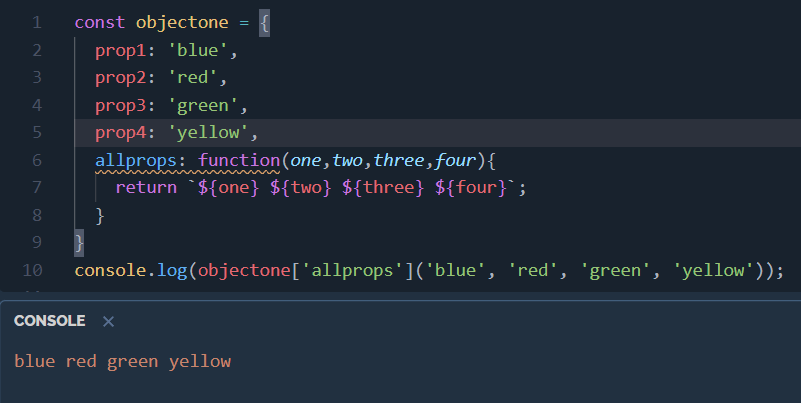 1 const objectone = {
2 prop1: 'blue',
3 prop2: 'red',
4 prop3: 'green',
5 prop4: 'yellow',
6 allprops: function(one,two,three,four){
7 return `${one} ${two} ${three} ${four}`;
8 }
9 }
10 console.log(objectone['allprops']('blue', 'red', 'green', 'yellow'));
CONSOLE ×
blue red green yellow